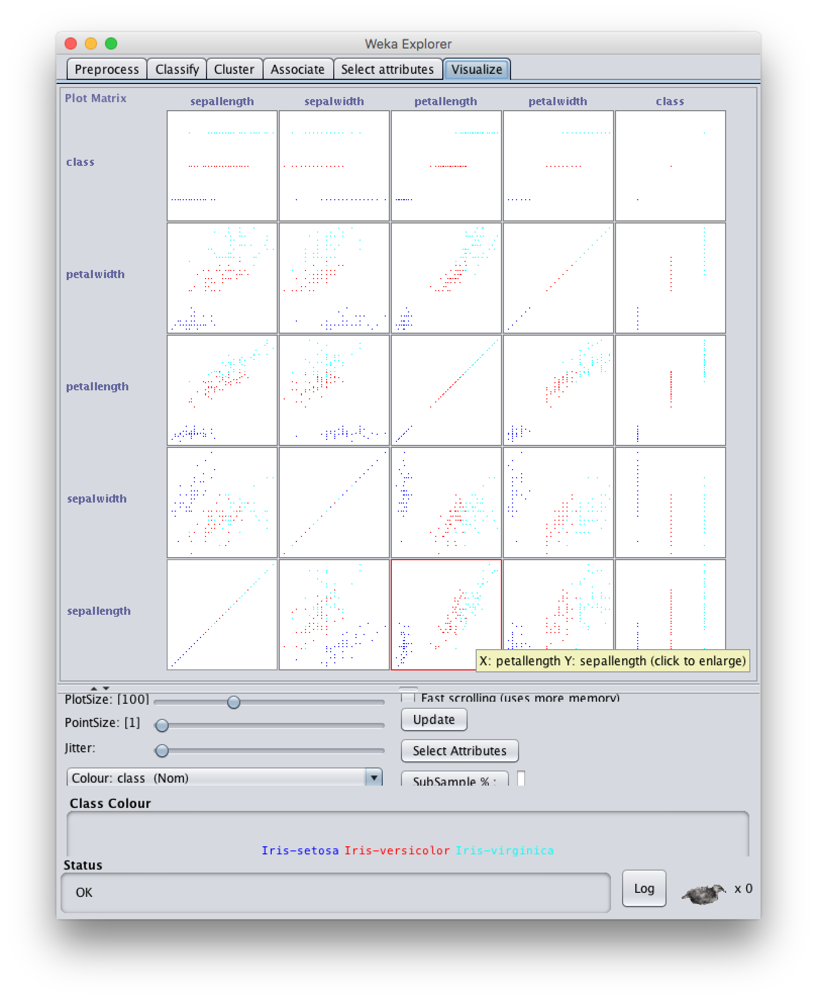 Weka Explorer
Preprocess Classify Cluster Associate Select attributes Visualize
Plot Matrix sepallength sepalwidth petallength petalwidth class
class
petalwidth
petallength
sepalwidth
sepallength
X: petallength Y: sepallength (click to enlarge)
PlotSize: [100] Fast scrolling (uses more memory)
PointSize: [1] Update
Jitter: Select Attributes
Colour: class (Nom) SubSample % :
Class Colour
Iris-setosa Iris-versicolor Iris-virginica
Status
OK Log x 0